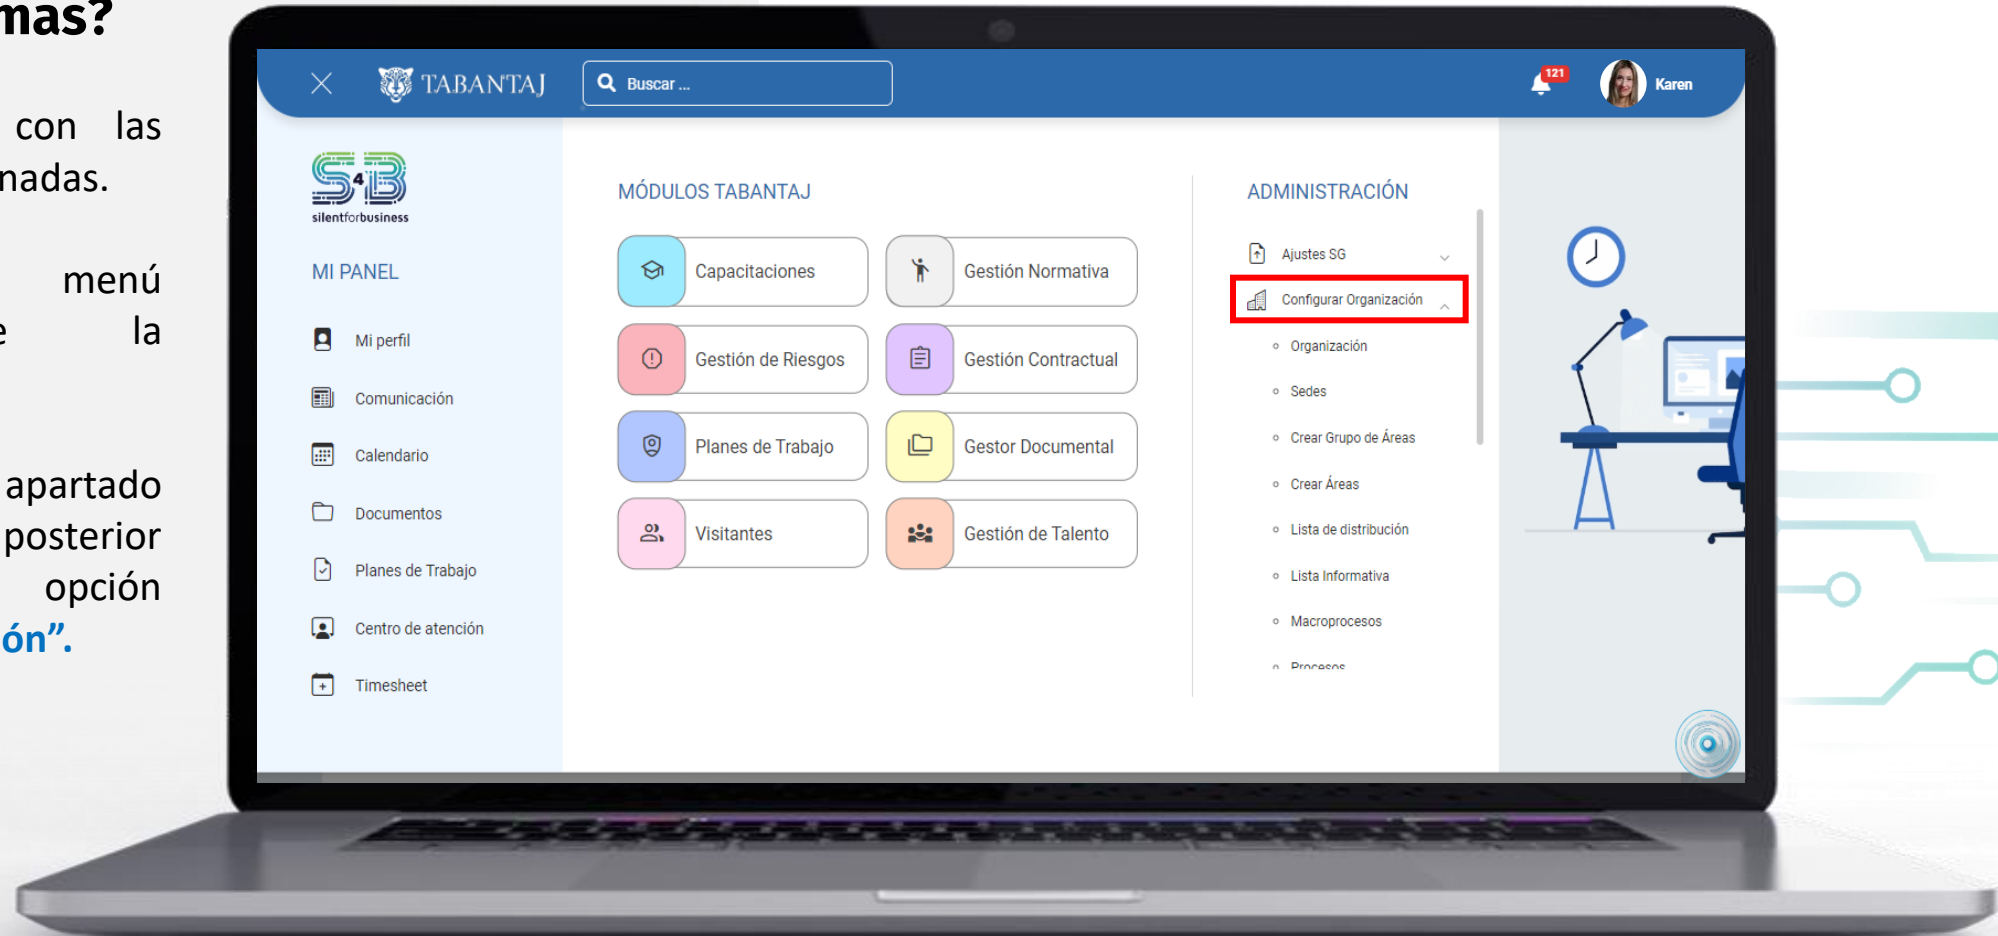 mas?
con las
nadas.
menú
e la
apartado
posterior
opción
ón”.
TABANTAJ
Buscar ...
121
Karen
S4B
silentforbusiness
MI PANEL
Mi perfil
Comunicación
Calendario
Documentos
Planes de Trabajo
Centro de atención
Timesheet
MÓDULOS TABANTAJ
Capacitaciones
Gestión Normativa
Gestión de Riesgos
Gestión Contractual
Planes de Trabajo
Gestor Documental
Visitantes
Gestión de Talento
ADMINISTRACIÓN
Ajustes SG
Configurar Organización
Organización
Sedes
Crear Grupo de Áreas
Crear Áreas
Lista de distribución
Lista Informativa
Macroprocesos
Procesos